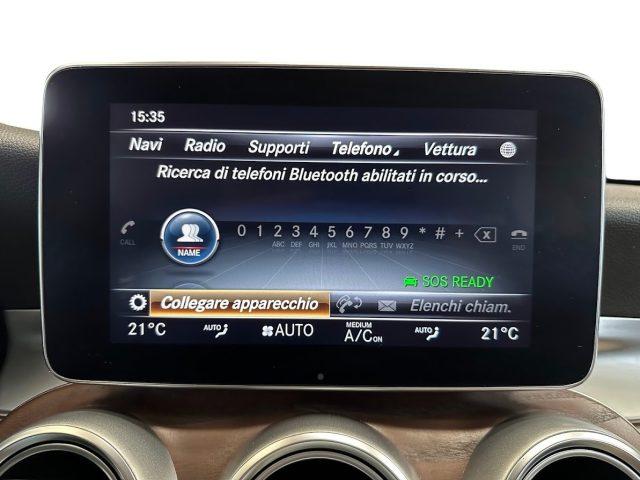 15:35
Navi Radio Supporti Telefono Vettura
Ricerca di telefoni Bluetooth abilitati in corso...
0 1 2 3 4 5 6 7 8 9 * # +
CALL ABC DEF GHI JKL MNO PQRS TUV WXYZ END
NAME
SOS READY
Collegare apparecchio Elenchi chiam.
21°C AUTO AUTO MEDIUM A/C ON AUTO 21°C